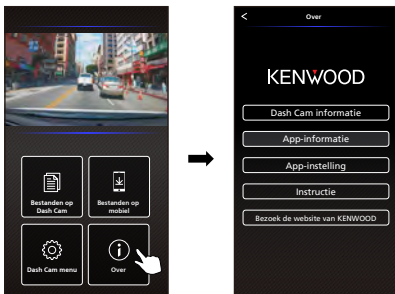 Bestanden op
Dash Cam
Bestanden op
mobiel
Dash Cam menu
Over
<
Over
KENWOOD
Dash Cam informatie
App-informatie
App-instelling
Instructie
Bezoek de website van KENWOOD